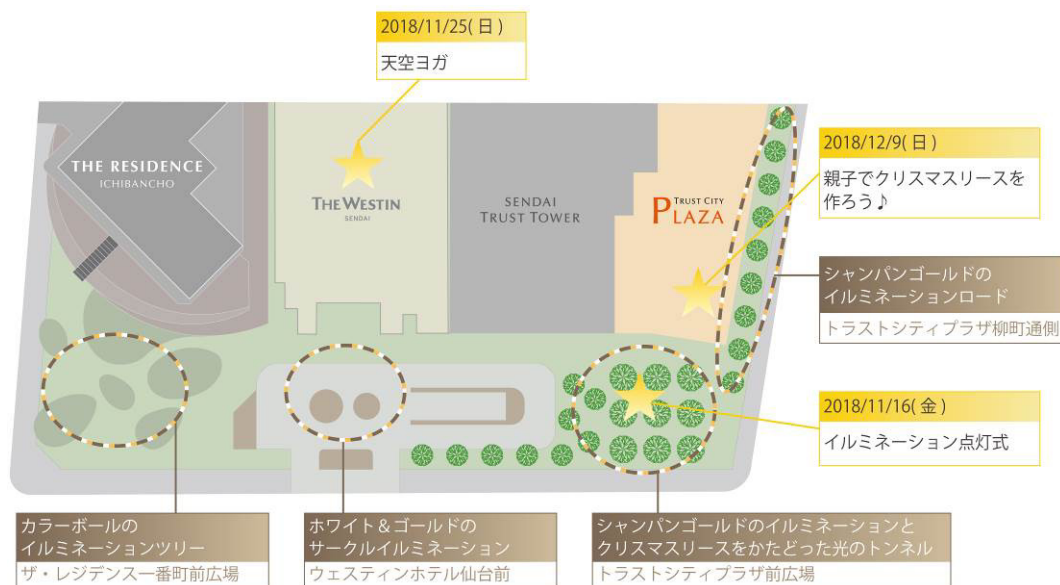 2018/11/25( 日 )
天空ヨガ
THE RESIDENCE
ICHIBANCHO
THE WESTIN
SENDAI
SENDAI
TRUST TOWER
TRUST CITY
PLAZA
2018/12/9( 日 )
親子でクリスマスリースを
作ろう♪
シャンパンゴールドの
イルミネーションロード
トラストシティプラザ柳町通側
2018/11/16( 金 )
イルミネーション点灯式
カラーボールの
イルミネーションツリー
ザ・レジデンス一番町前広場
ホワイト＆ゴールドの
サークルイルミネーション
ウェスティンホテル仙台前
シャンパンゴールドのイルミネーションと
クリスマスリースをかたどった光のトンネル
トラストシティプラザ前広場